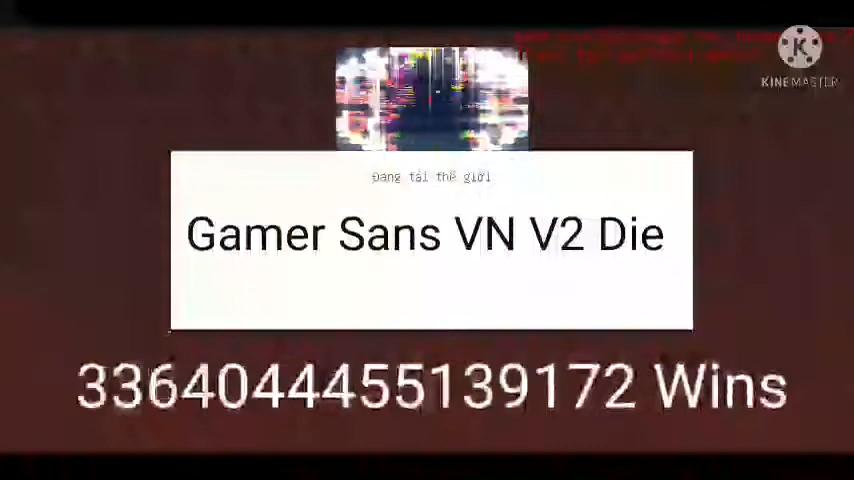 KINEMASTER
Đang tải thế giới
Gamer Sans VN V2 Die
3364044455139172 Wins